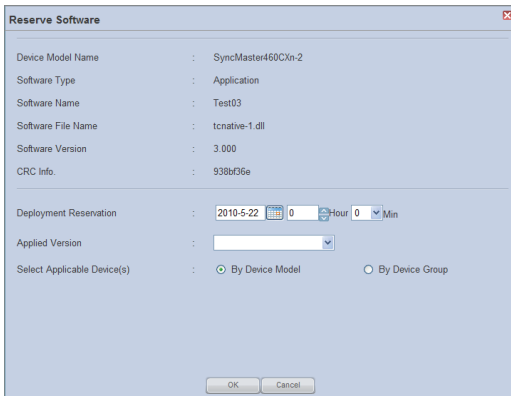 Reserve Software
Device Model Name : SyncMaster460CXn-2
Software Type : Application
Software Name : Test03
Software File Name : tcnative-1.dll
Software Version : 3.000
CRC Info. : 938bf36e
Deployment Reservation : 2010-5-22 0 Hour 0 Min
Applied Version :
Select Applicable Device(s) : By Device Model By Device Group
OK Cancel